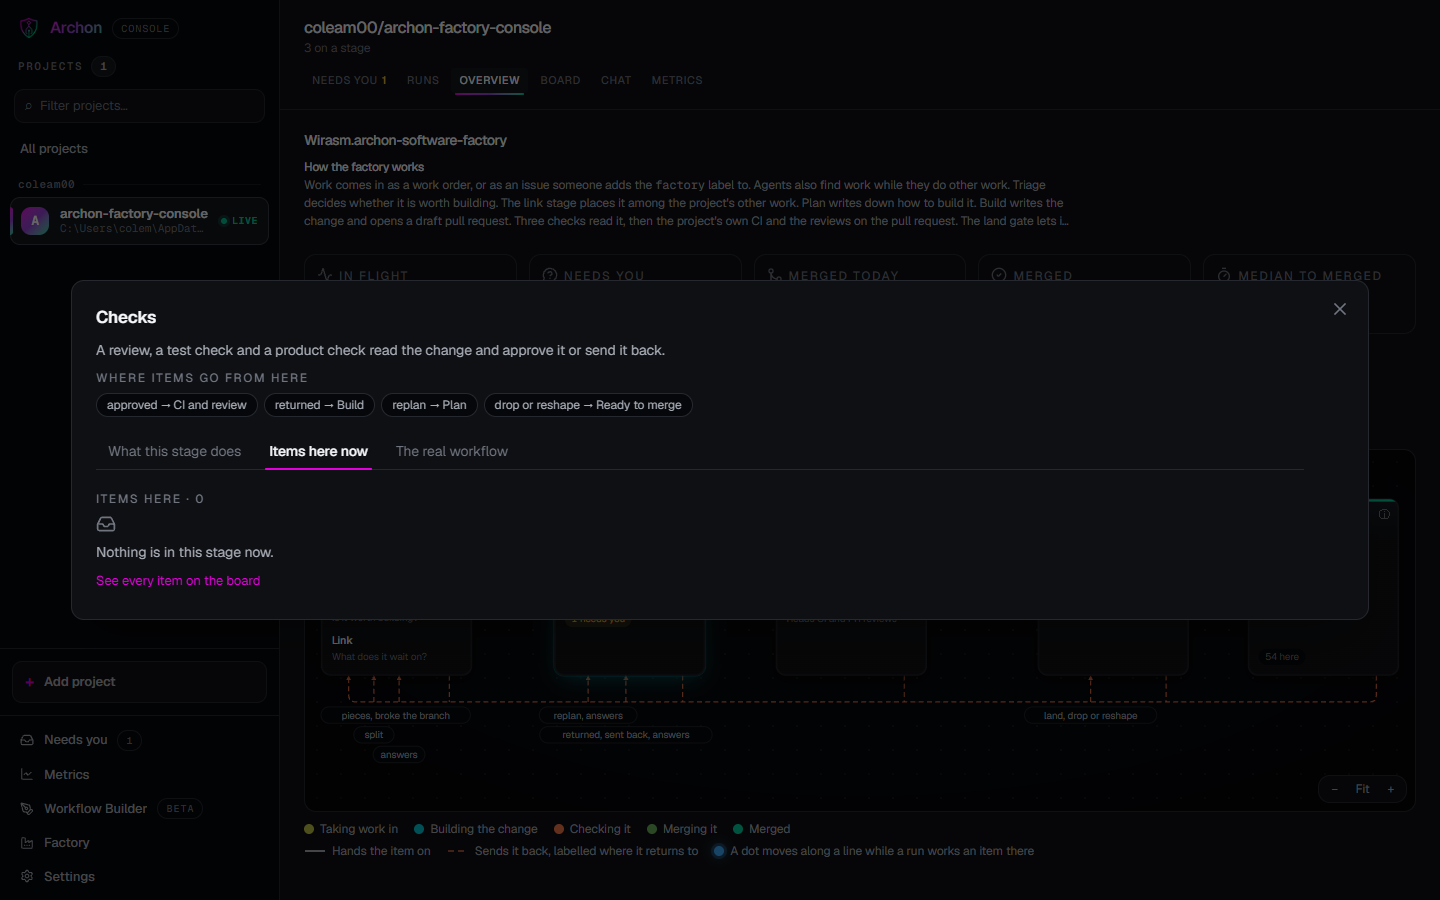 Archon CONSOLE
PROJECTS 1
Filter projects...
All projects
coleam00
A archon-factory-console LIVE
C:\Users\colem\AppDat…
Add project
Needs you 1
Metrics
Workflow Builder BETA
Factory
Settings
coleam00/archon-factory-console
3 on a stage
NEEDS YOU 1 RUNS OVERVIEW BOARD CHAT METRICS
Wirasm.archon-software-factory
How the factory works
Work comes in as a work order, or as an issue someone adds the factory label to. Agents also find work while they do other work. Triage
decides whether it is worth building. The link stage places it among the project's other work. Plan writes down how to build it. Build writes the
change and opens a draft pull request. Three checks read it, then the project's own CI and the reviews on the pull request. The land gate lets i…
IN FLIGHT NEEDS YOU MERGED TODAY MERGED MEDIAN TO MERGED
Checks
A review, a test check and a product check read the change and approve it or send it back.
WHERE ITEMS GO FROM HERE
approved → CI and review returned → Build replan → Plan drop or reshape → Ready to merge
What this stage does Items here now The real workflow
ITEMS HERE · 0
Nothing is in this stage now.
See every item on the board
Link
What does it wait on?
54 here
pieces, broke the branch replan, answers land, drop or reshape
split returned, sent back, answers
answers
− Fit +
Taking work in Building the change Checking it Merging it Merged
Hands the item on Sends it back, labelled where it returns to A dot moves along a line while a run works an item there